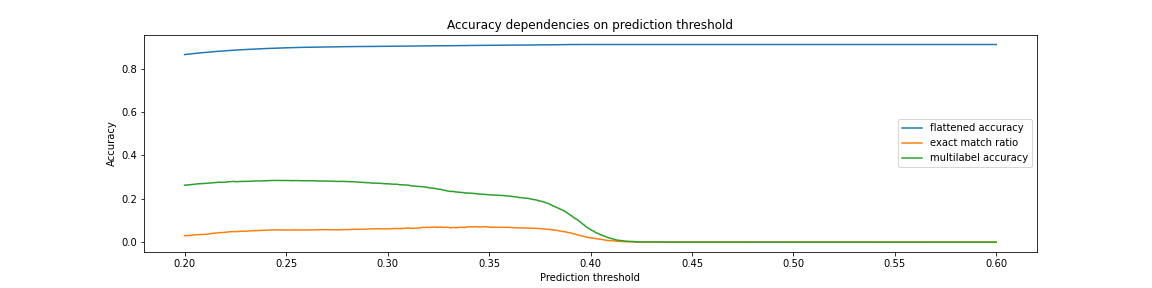 Accuracy dependencies on prediction threshold
Accuracy
0.8
0.6
0.4
0.2
0.0
flattened accuracy
exact match ratio
multilabel accuracy
0.20 0.25 0.30 0.35 0.40 0.45 0.50 0.55 0.60
Prediction threshold